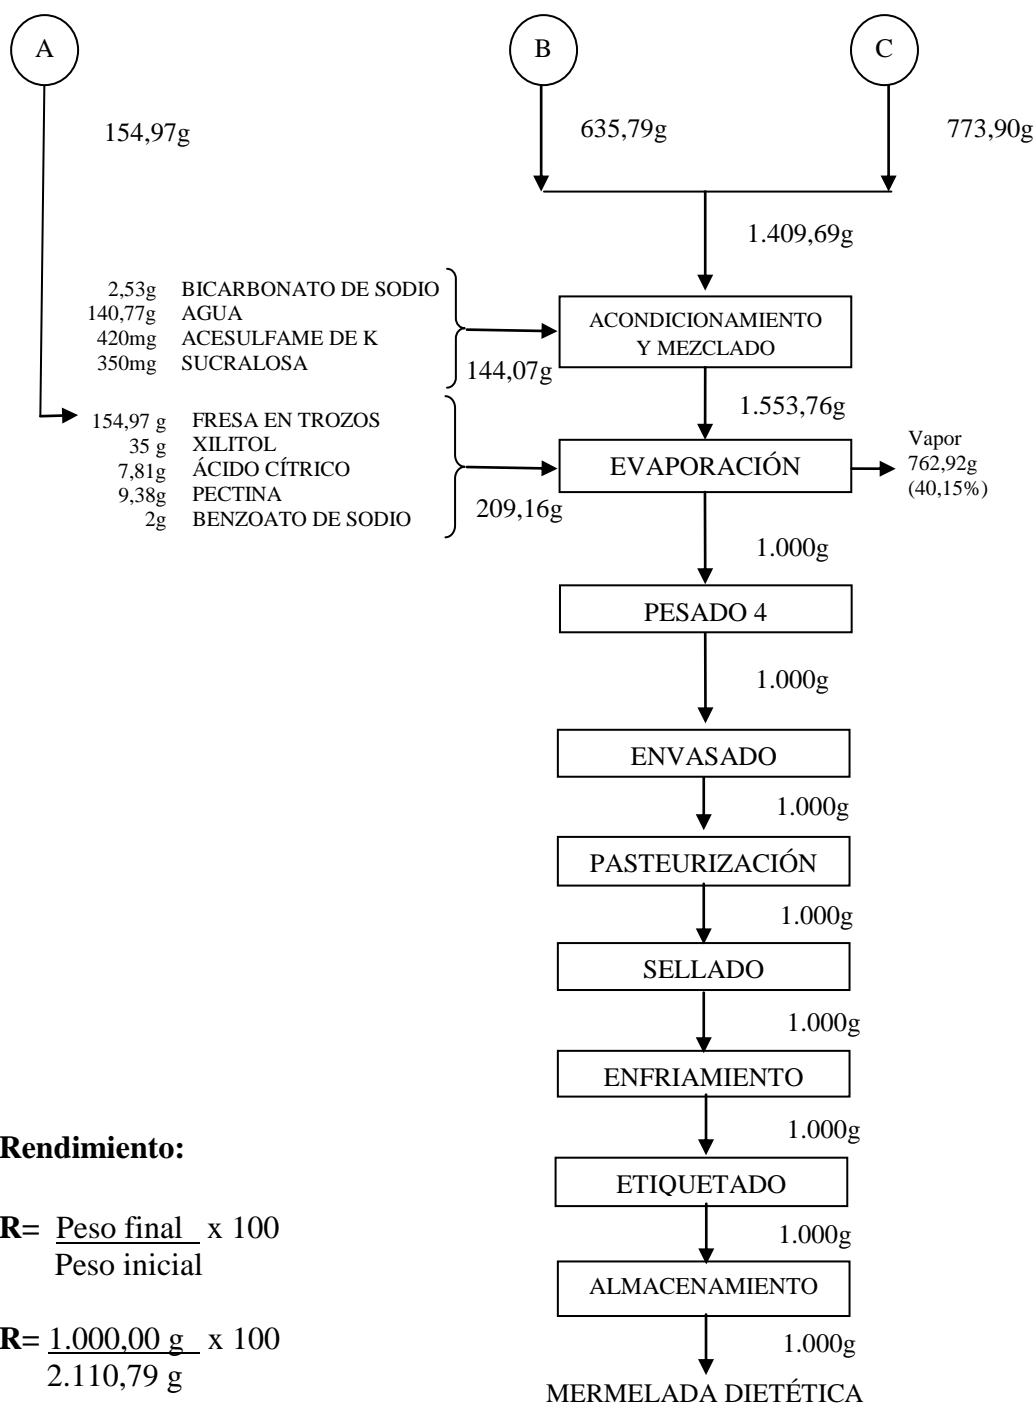 A
B
C
154,97g
635,79g
773,90g
1.409,69g
2,53g BICARBONATO DE SODIO
140,77g AGUA
420mg ACESULFAME DE K
350mg SUCRALOSA
144,07g
ACONDICIONAMIENTO
Y MEZCLADO
1.553,76g
154,97 g FRESA EN TROZOS
35 g XILITOL
7,81g ÁCIDO CÍTRICO
9,38g PECTINA
2g BENZOATO DE SODIO
209,16g
EVAPORACIÓN
Vapor
762,92g
(40,15%)
1.000g
PESADO 4
1.000g
ENVASADO
1.000g
PASTEURIZACIÓN
1.000g
SELLADO
1.000g
ENFRIAMIENTO
1.000g
ETIQUETADO
1.000g
ALMACENAMIENTO
1.000g
MERMELADA DIETÉTICA
Rendimiento:
R= Peso final x 100
Peso inicial
R= 1.000,00 g x 100
2.110,79 g